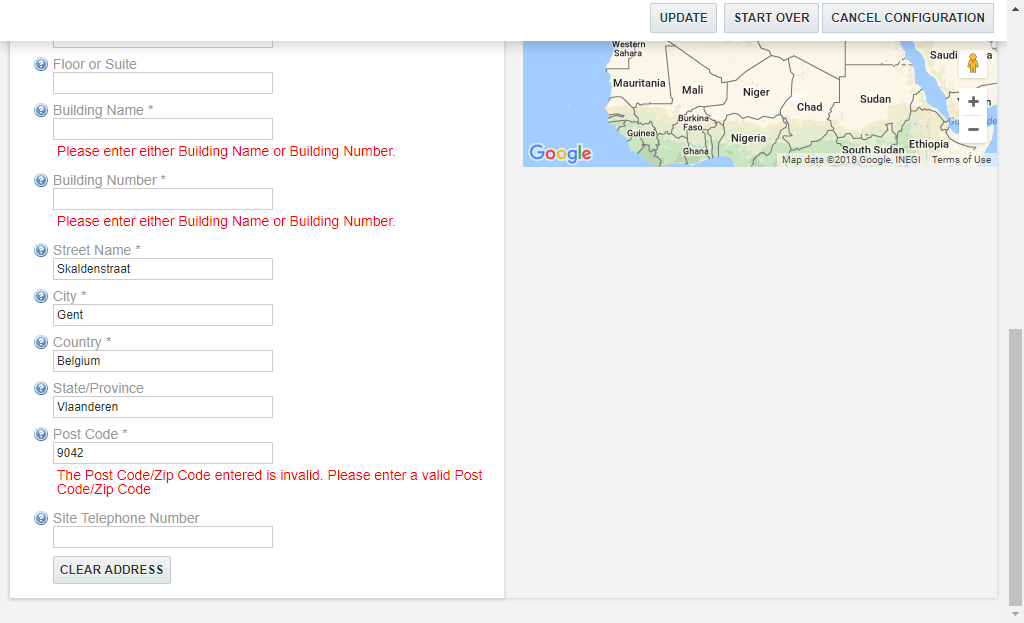 UPDATE START OVER CANCEL CONFIGURATION
Floor or Suite
Building Name *
Please enter either Building Name or Building Number.
Building Number *
Please enter either Building Name or Building Number.
Street Name *
Skaldenstraat
City *
Gent
Country *
Belgium
State/Province
Vlaanderen
Post Code *
9042
The Post Code/Zip Code entered is invalid. Please enter a valid Post
Code/Zip Code
Site Telephone Number
CLEAR ADDRESS
Western
Sahara
Mauritania
Mali
Niger
Chad
Sudan
Burkina
Faso
Guinea
Ghana
Nigeria
South Sudan
Ethiopia
Google
Map data ©2018 Google, INEGI
Terms of Use